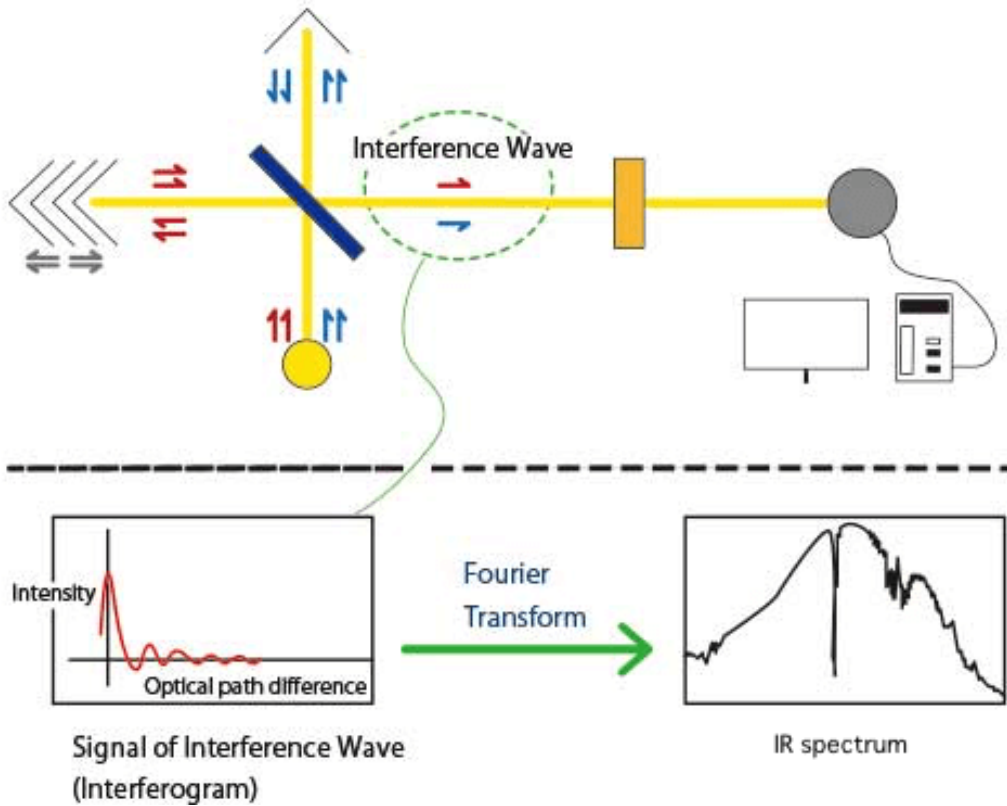 Interference Wave
Intensity
Optical path difference
Fourier
Transform
Signal of Interference Wave
(Interferogram)
IR spectrum